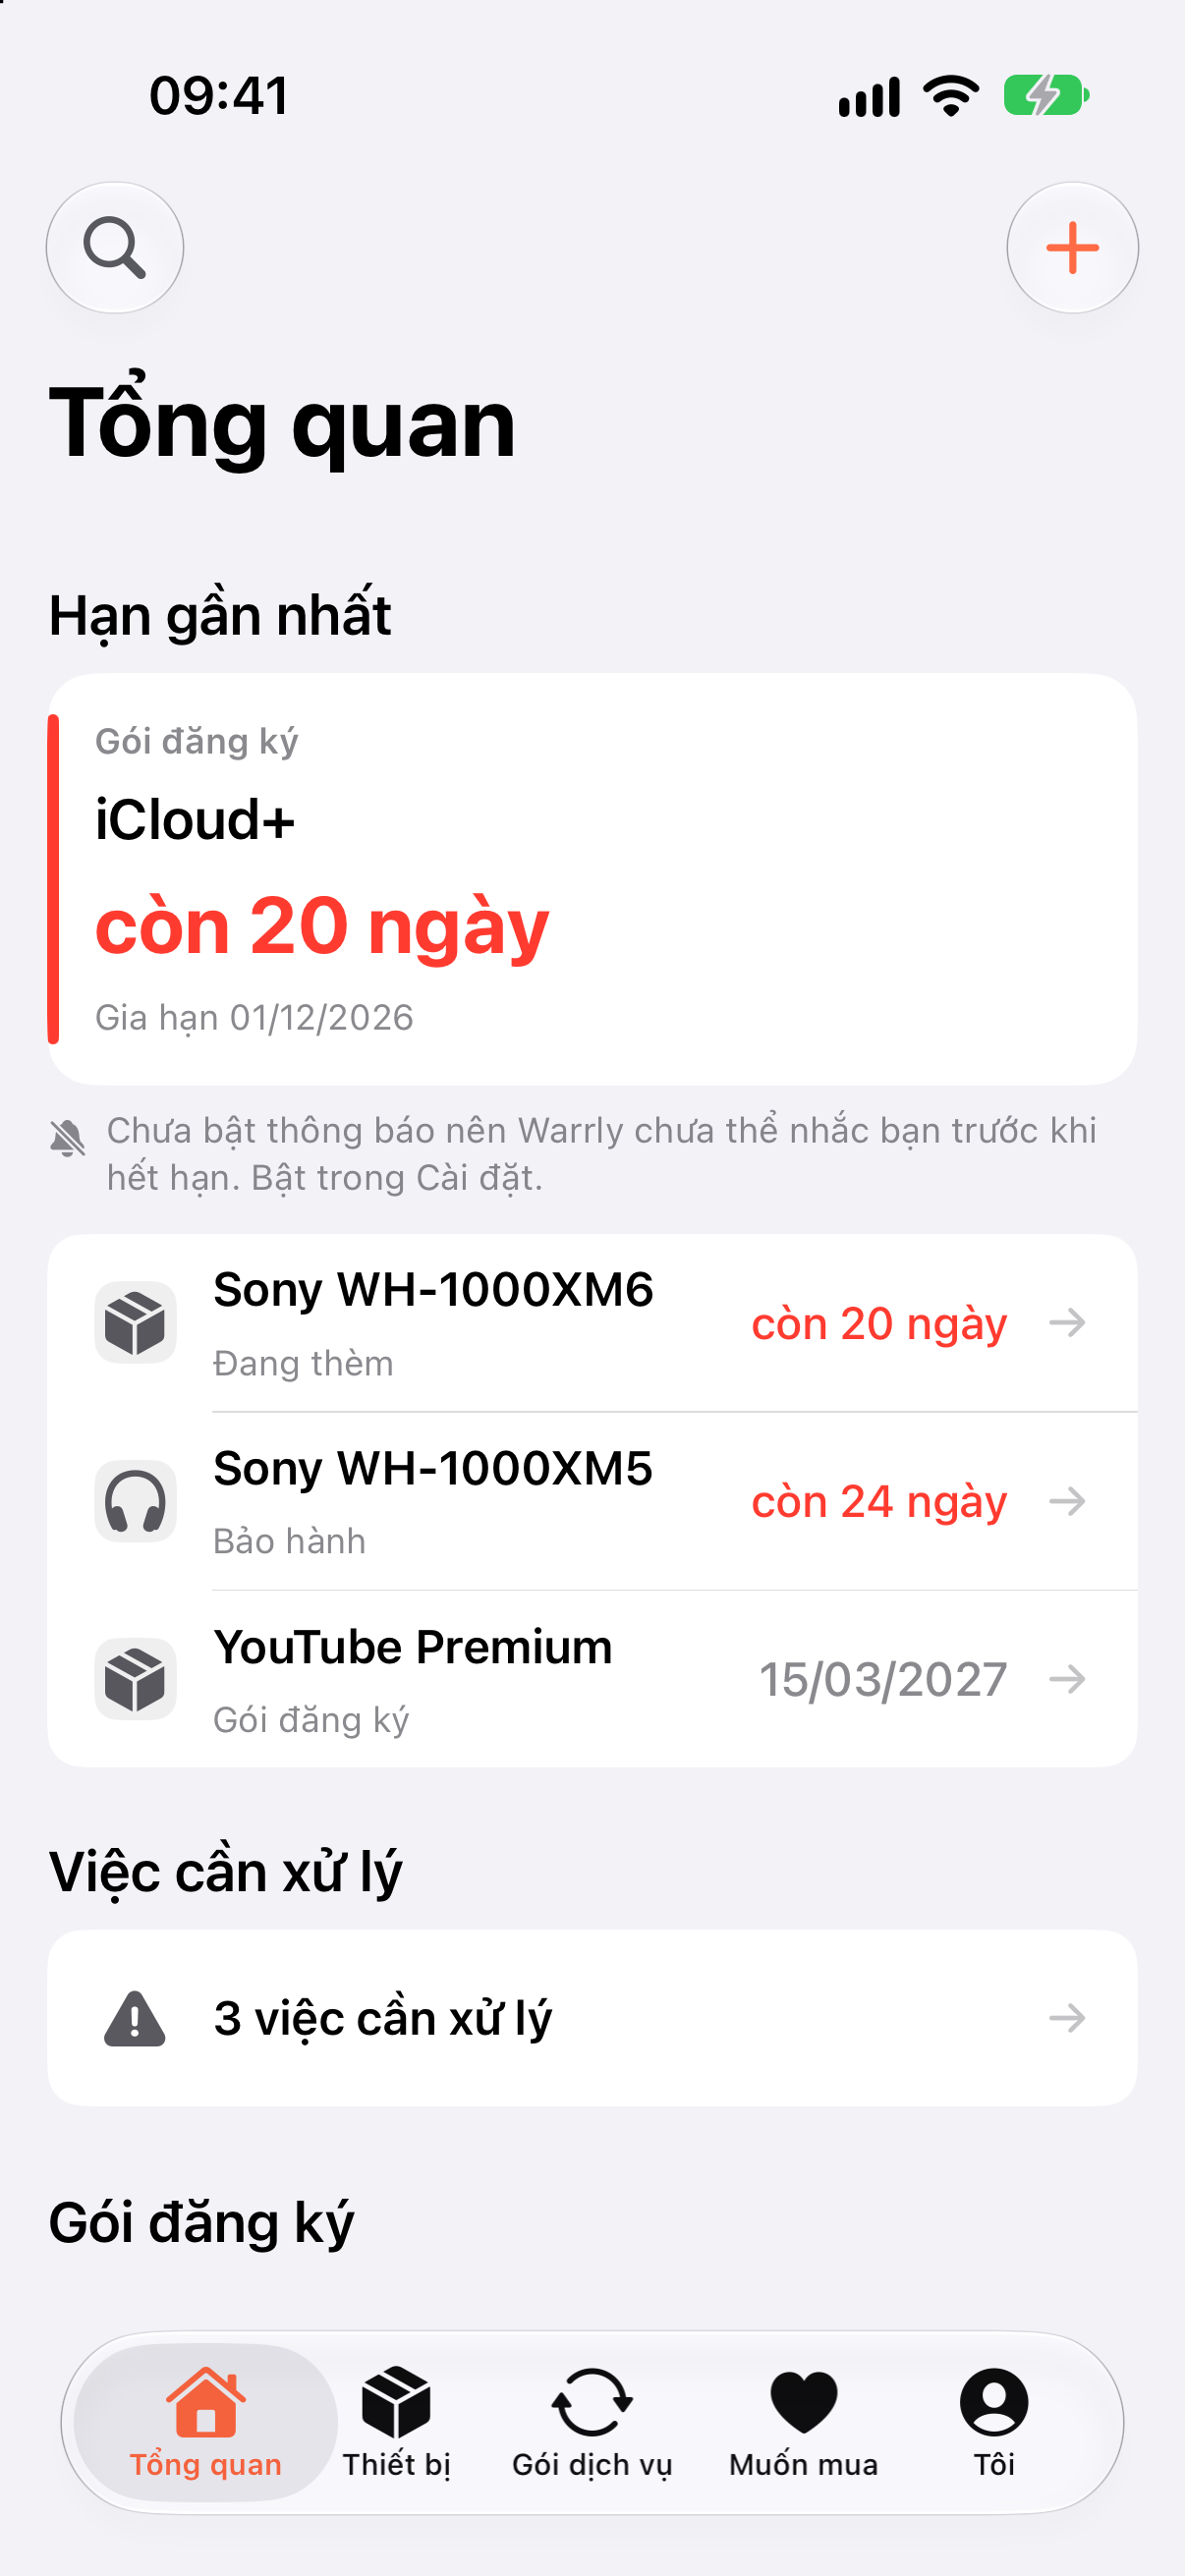 09:41
Tổng quan
Hạn gần nhất
Gói đăng ký
iCloud+
còn 20 ngày
Gia hạn 01/12/2026
Chưa bật thông báo nên Warrly chưa thể nhắc bạn trước khi
hết hạn. Bật trong Cài đặt.
Sony WH-1000XM6
còn 20 ngày
Đang thèm
Sony WH-1000XM5
còn 24 ngày
Bảo hành
YouTube Premium
15/03/2027
Gói đăng ký
Việc cần xử lý
3 việc cần xử lý
Gói đăng ký
Tổng quan
Thiết bị
Gói dịch vụ
Muốn mua
Tôi